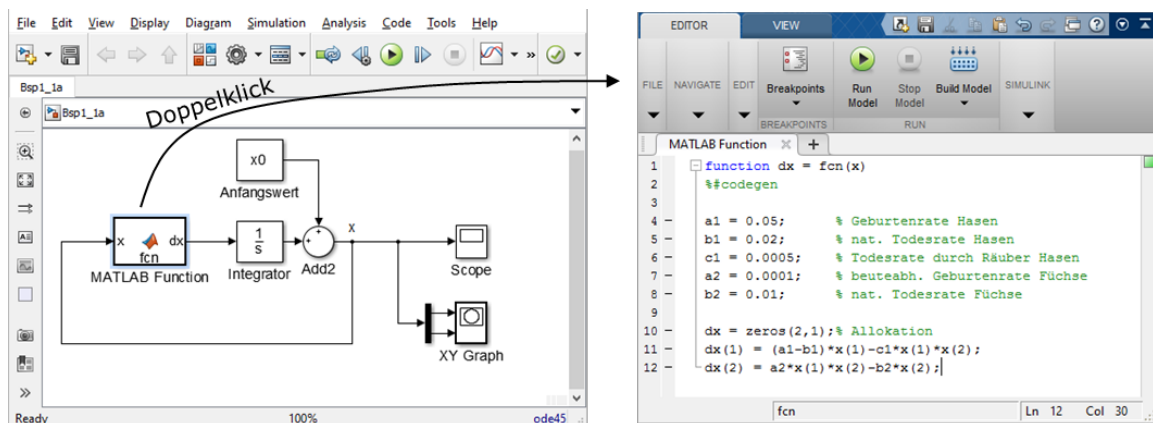 File Edit View Display Diagram Simulation Analysis Code Tools Help
»
Bsp1_1a
Bsp1_1a
Doppelklick
x0
Anfangswert
x dx
fcn
MATLAB Function
1
s
Integrator
+
+
Add2
x
Scope
XY Graph
»
Ready 100% ode45
EDITOR VIEW
FILE NAVIGATE EDIT Breakpoints Run Model Stop Model Build Model SIMULINK
BREAKPOINTS RUN
MATLAB Function
1 function dx = fcn(x)
2 %#codegen
3
4 – a1 = 0.05; % Geburtenrate Hasen
5 – b1 = 0.02; % nat. Todesrate Hasen
6 – c1 = 0.0005; % Todesrate durch Räuber Hasen
7 – a2 = 0.0001; % beuteabh. Geburtenrate Füchse
8 – b2 = 0.01; % nat. Todesrate Füchse
9
10 – dx = zeros(2,1);% Allokation
11 – dx(1) = (a1-b1)*x(1)-c1*x(1)*x(2);
12 – dx(2) = a2*x(1)*x(2)-b2*x(2);
fcn Ln 12 Col 30